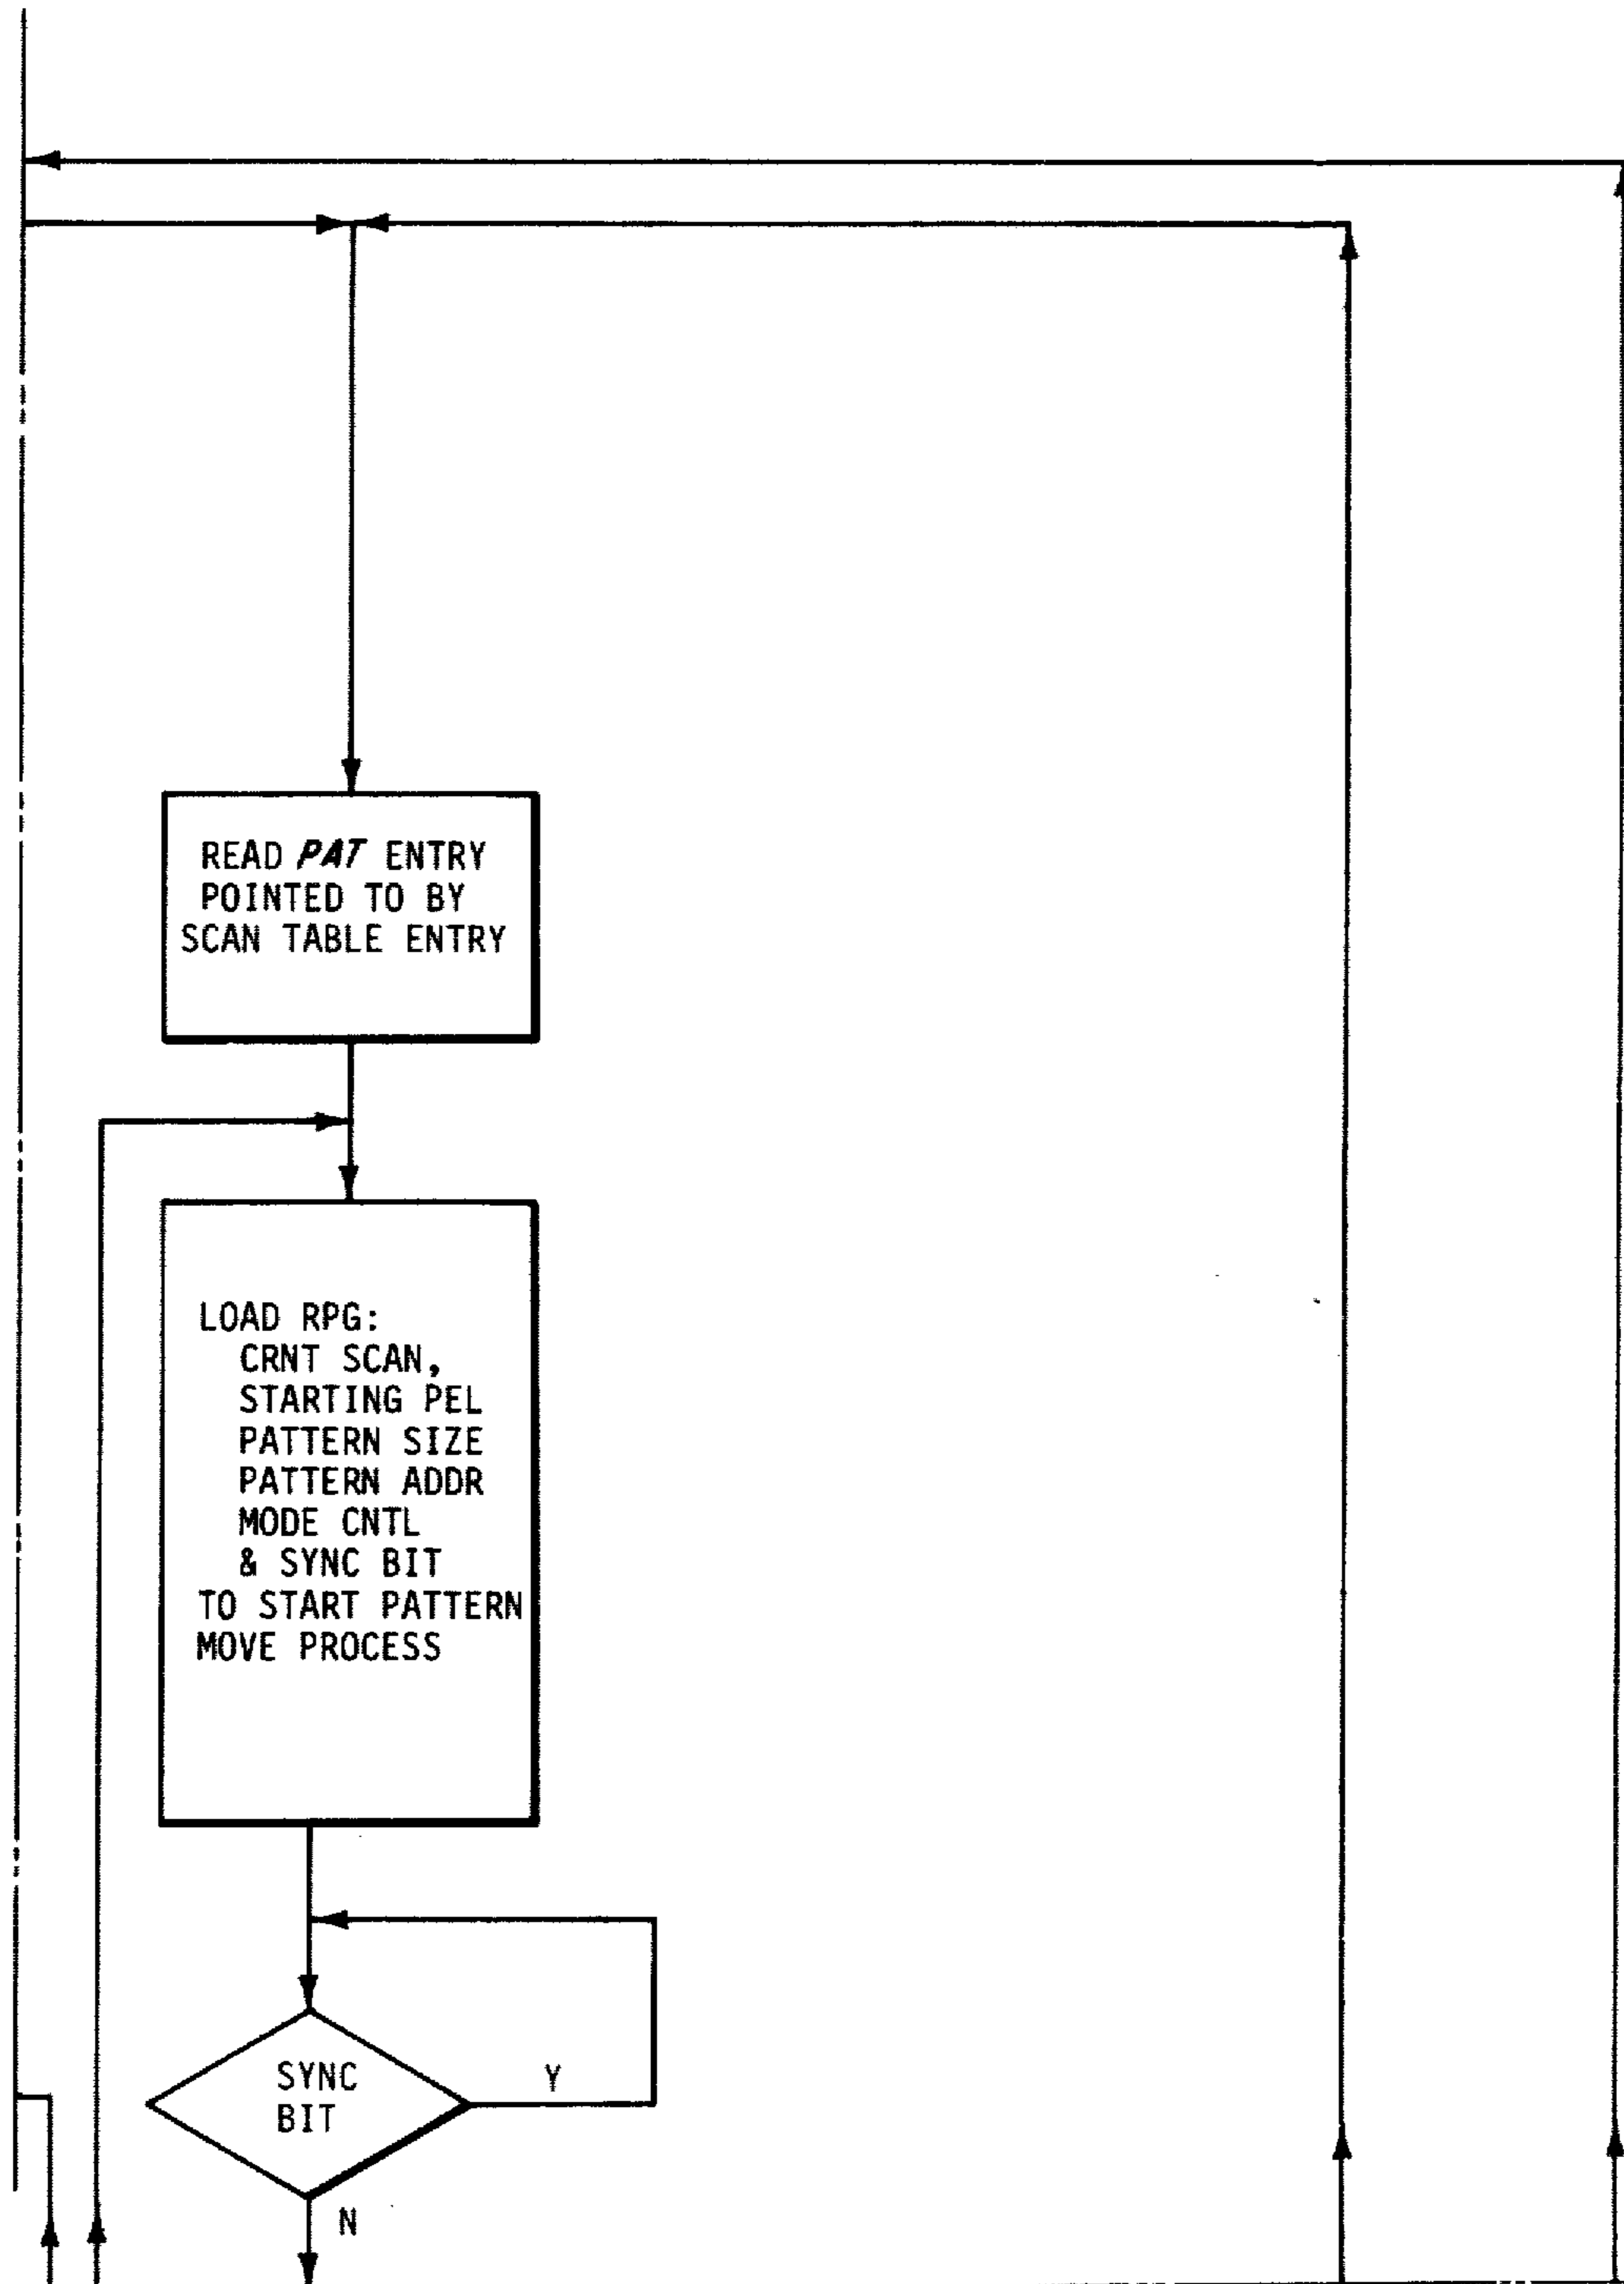 READ PAT ENTRY
POINTED TO BY
SCAN TABLE ENTRY
LOAD RPG:
CRNT SCAN,
STARTING PEL
PATTERN SIZE
PATTERN ADDR
MODE CNTL
& SYNC BIT
TO START PATTERN
MOVE PROCESS
SYNC
BIT
Y
N